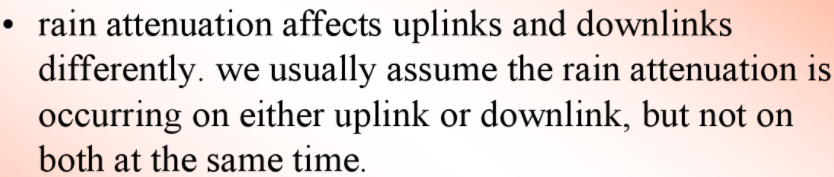 • rain attenuation affects uplinks and downlinks
differently. we usually assume the rain attenuation is
occurring on either uplink or downlink, but not on
both at the same time.